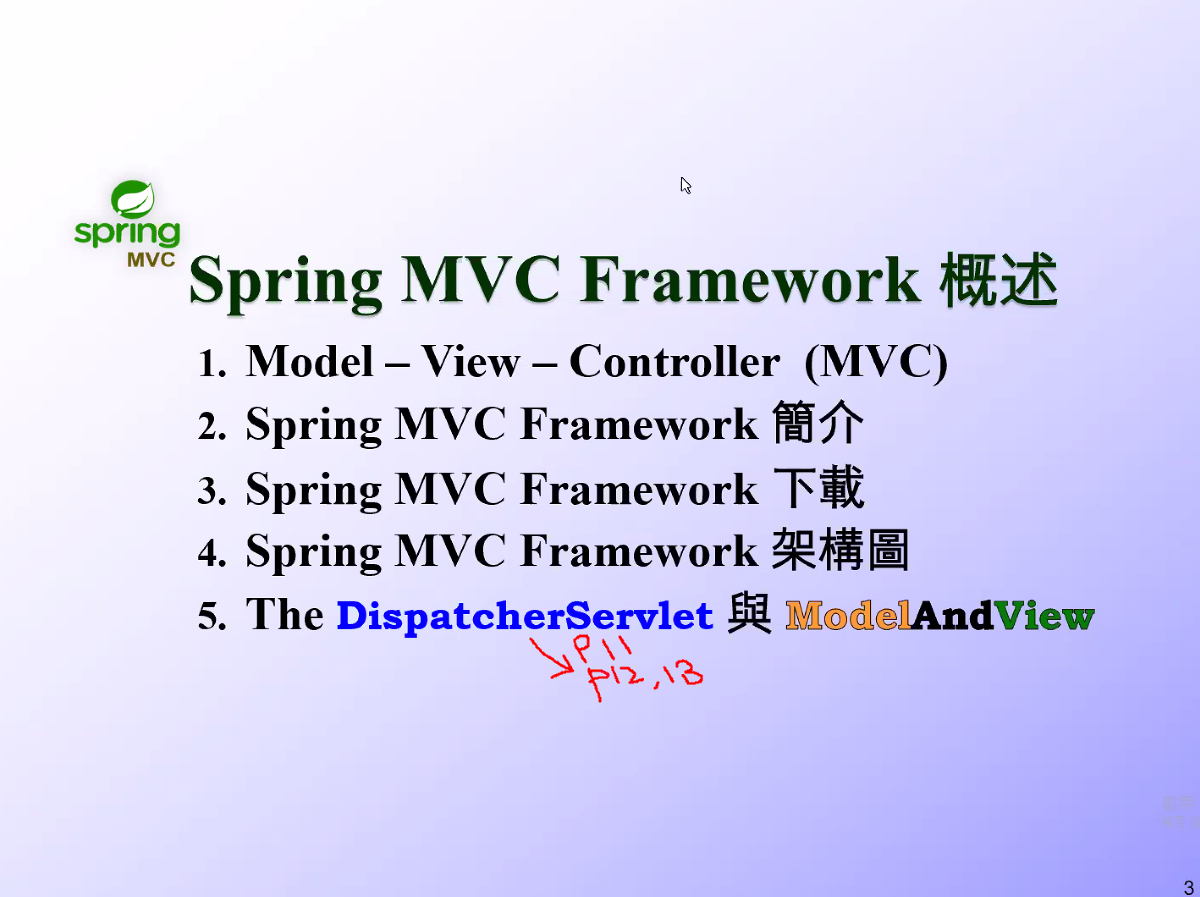 spring
MVC
Spring MVC Framework 概述
1. Model – View – Controller (MVC)
2. Spring MVC Framework 簡介
3. Spring MVC Framework 下載
4. Spring MVC Framework 架構圖
5. The DispatcherServlet 與 ModelAndView
P11
p12,13
3